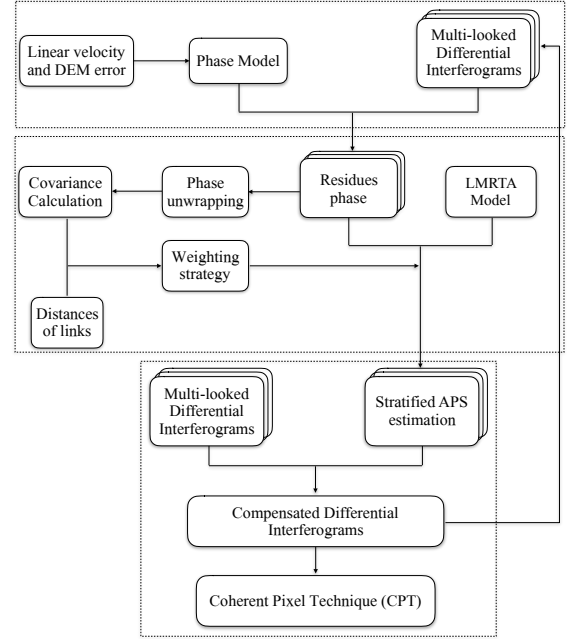 Linear velocity
and DEM error
Phase Model
Multi-looked
Differential
Interferograms
Covariance
Calculation
Phase
unwrapping
Residues
phase
LMRTA
Model
Weighting
strategy
Distances
of links
Multi-looked
Differential
Interferograms
Stratified APS
estimation
Compensated Differential
Interferograms
Coherent Pixel Technique (CPT)